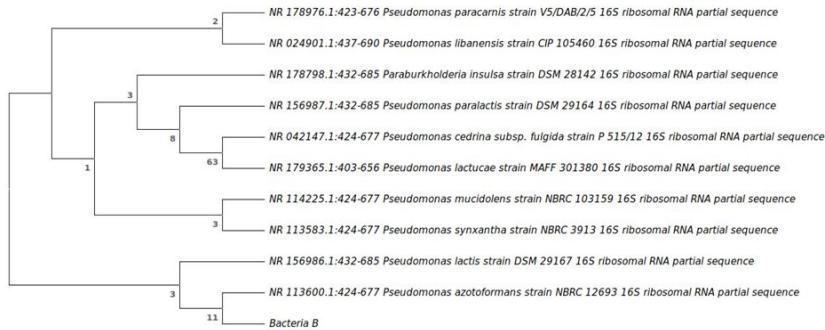 NR 178976.1:423-676 Pseudomonas paracarnis strain V5/DAB/2/5 16S ribosomal RNA partial sequence
2
NR 024901.1:437-690 Pseudomonas libanensis strain CIP 105460 16S ribosomal RNA partial sequence
NR 178798.1:432-685 Paraburkholderia insulsa strain DSM 28142 16S ribosomal RNA partial sequence
3
NR 156987.1:432-685 Pseudomonas paralactis strain DSM 29164 16S ribosomal RNA partial sequence
8
NR 042147.1:424-677 Pseudomonas cedrina subsp. fulgida strain P 515/12 16S ribosomal RNA partial sequence
63
NR 179365.1:403-656 Pseudomonas lactucae strain MAFF 301380 16S ribosomal RNA partial sequence
1
NR 114225.1:424-677 Pseudomonas mucidolens strain NBRC 103159 16S ribosomal RNA partial sequence
3
NR 113583.1:424-677 Pseudomonas synxantha strain NBRC 3913 16S ribosomal RNA partial sequence
NR 156986.1:432-685 Pseudomonas lactis strain DSM 29167 16S ribosomal RNA partial sequence
3
NR 113600.1:424-677 Pseudomonas azotoformans strain NBRC 12693 16S ribosomal RNA partial sequence
11
Bacteria B